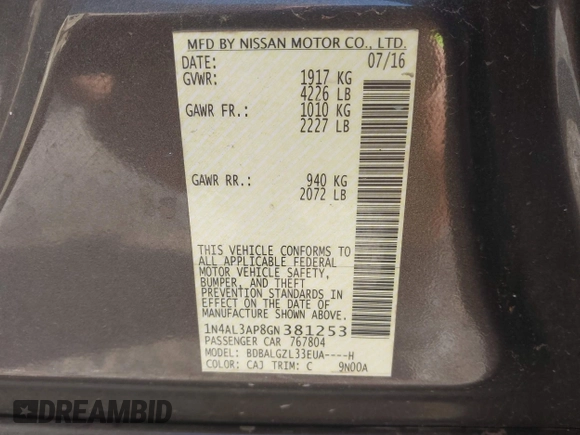 MFD BY NISSAN MOTOR CO., LTD.
DATE: 07/16
GVWR: 1917 KG
4226 LB
GAWR FR.: 1010 KG
2227 LB
GAWR RR.: 940 KG
2072 LB
THIS VEHICLE CONFORMS TO
ALL APPLICABLE FEDERAL
MOTOR VEHICLE SAFETY,
BUMPER, AND THEFT
PREVENTION STANDARDS IN
EFFECT ON THE DATE OF
MANUFACTURE SHOWN ABOVE.
1N4AL3AP8GN381253
PASSENGER CAR 767804
MODEL: BDBALGZL33EUA----H
COLOR: CAJ TRIM: C 9N00A
DREAMBID